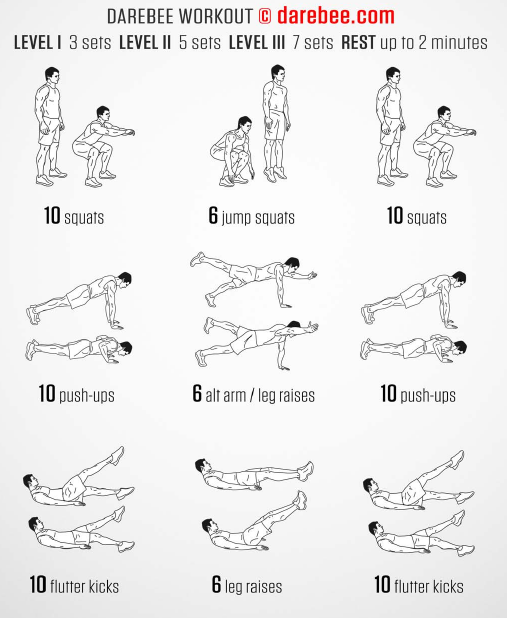 DAREBEE WORKOUT © darebee.com
LEVEL I 3 sets LEVEL II 5 sets LEVEL III 7 sets REST up to 2 minutes
10 squats
6 jump squats
10 squats
10 push-ups
6 alt arm / leg raises
10 push-ups
10 flutter kicks
6 leg raises
10 flutter kicks